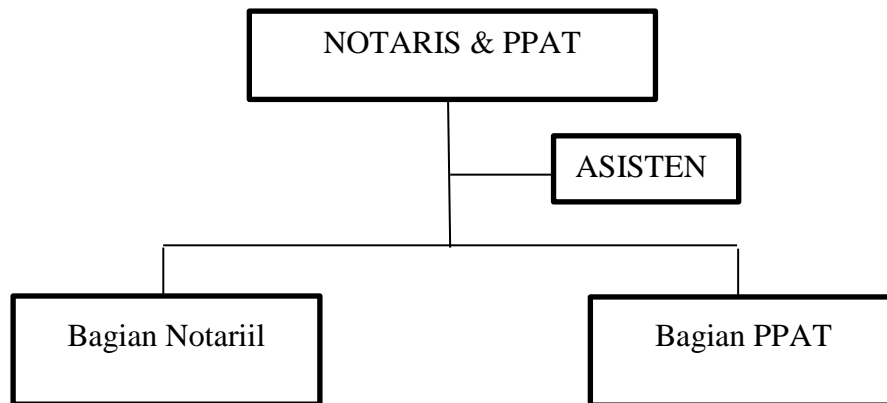 NOTARIS & PPAT
ASISTEN
Bagian Notariil
Bagian PPAT